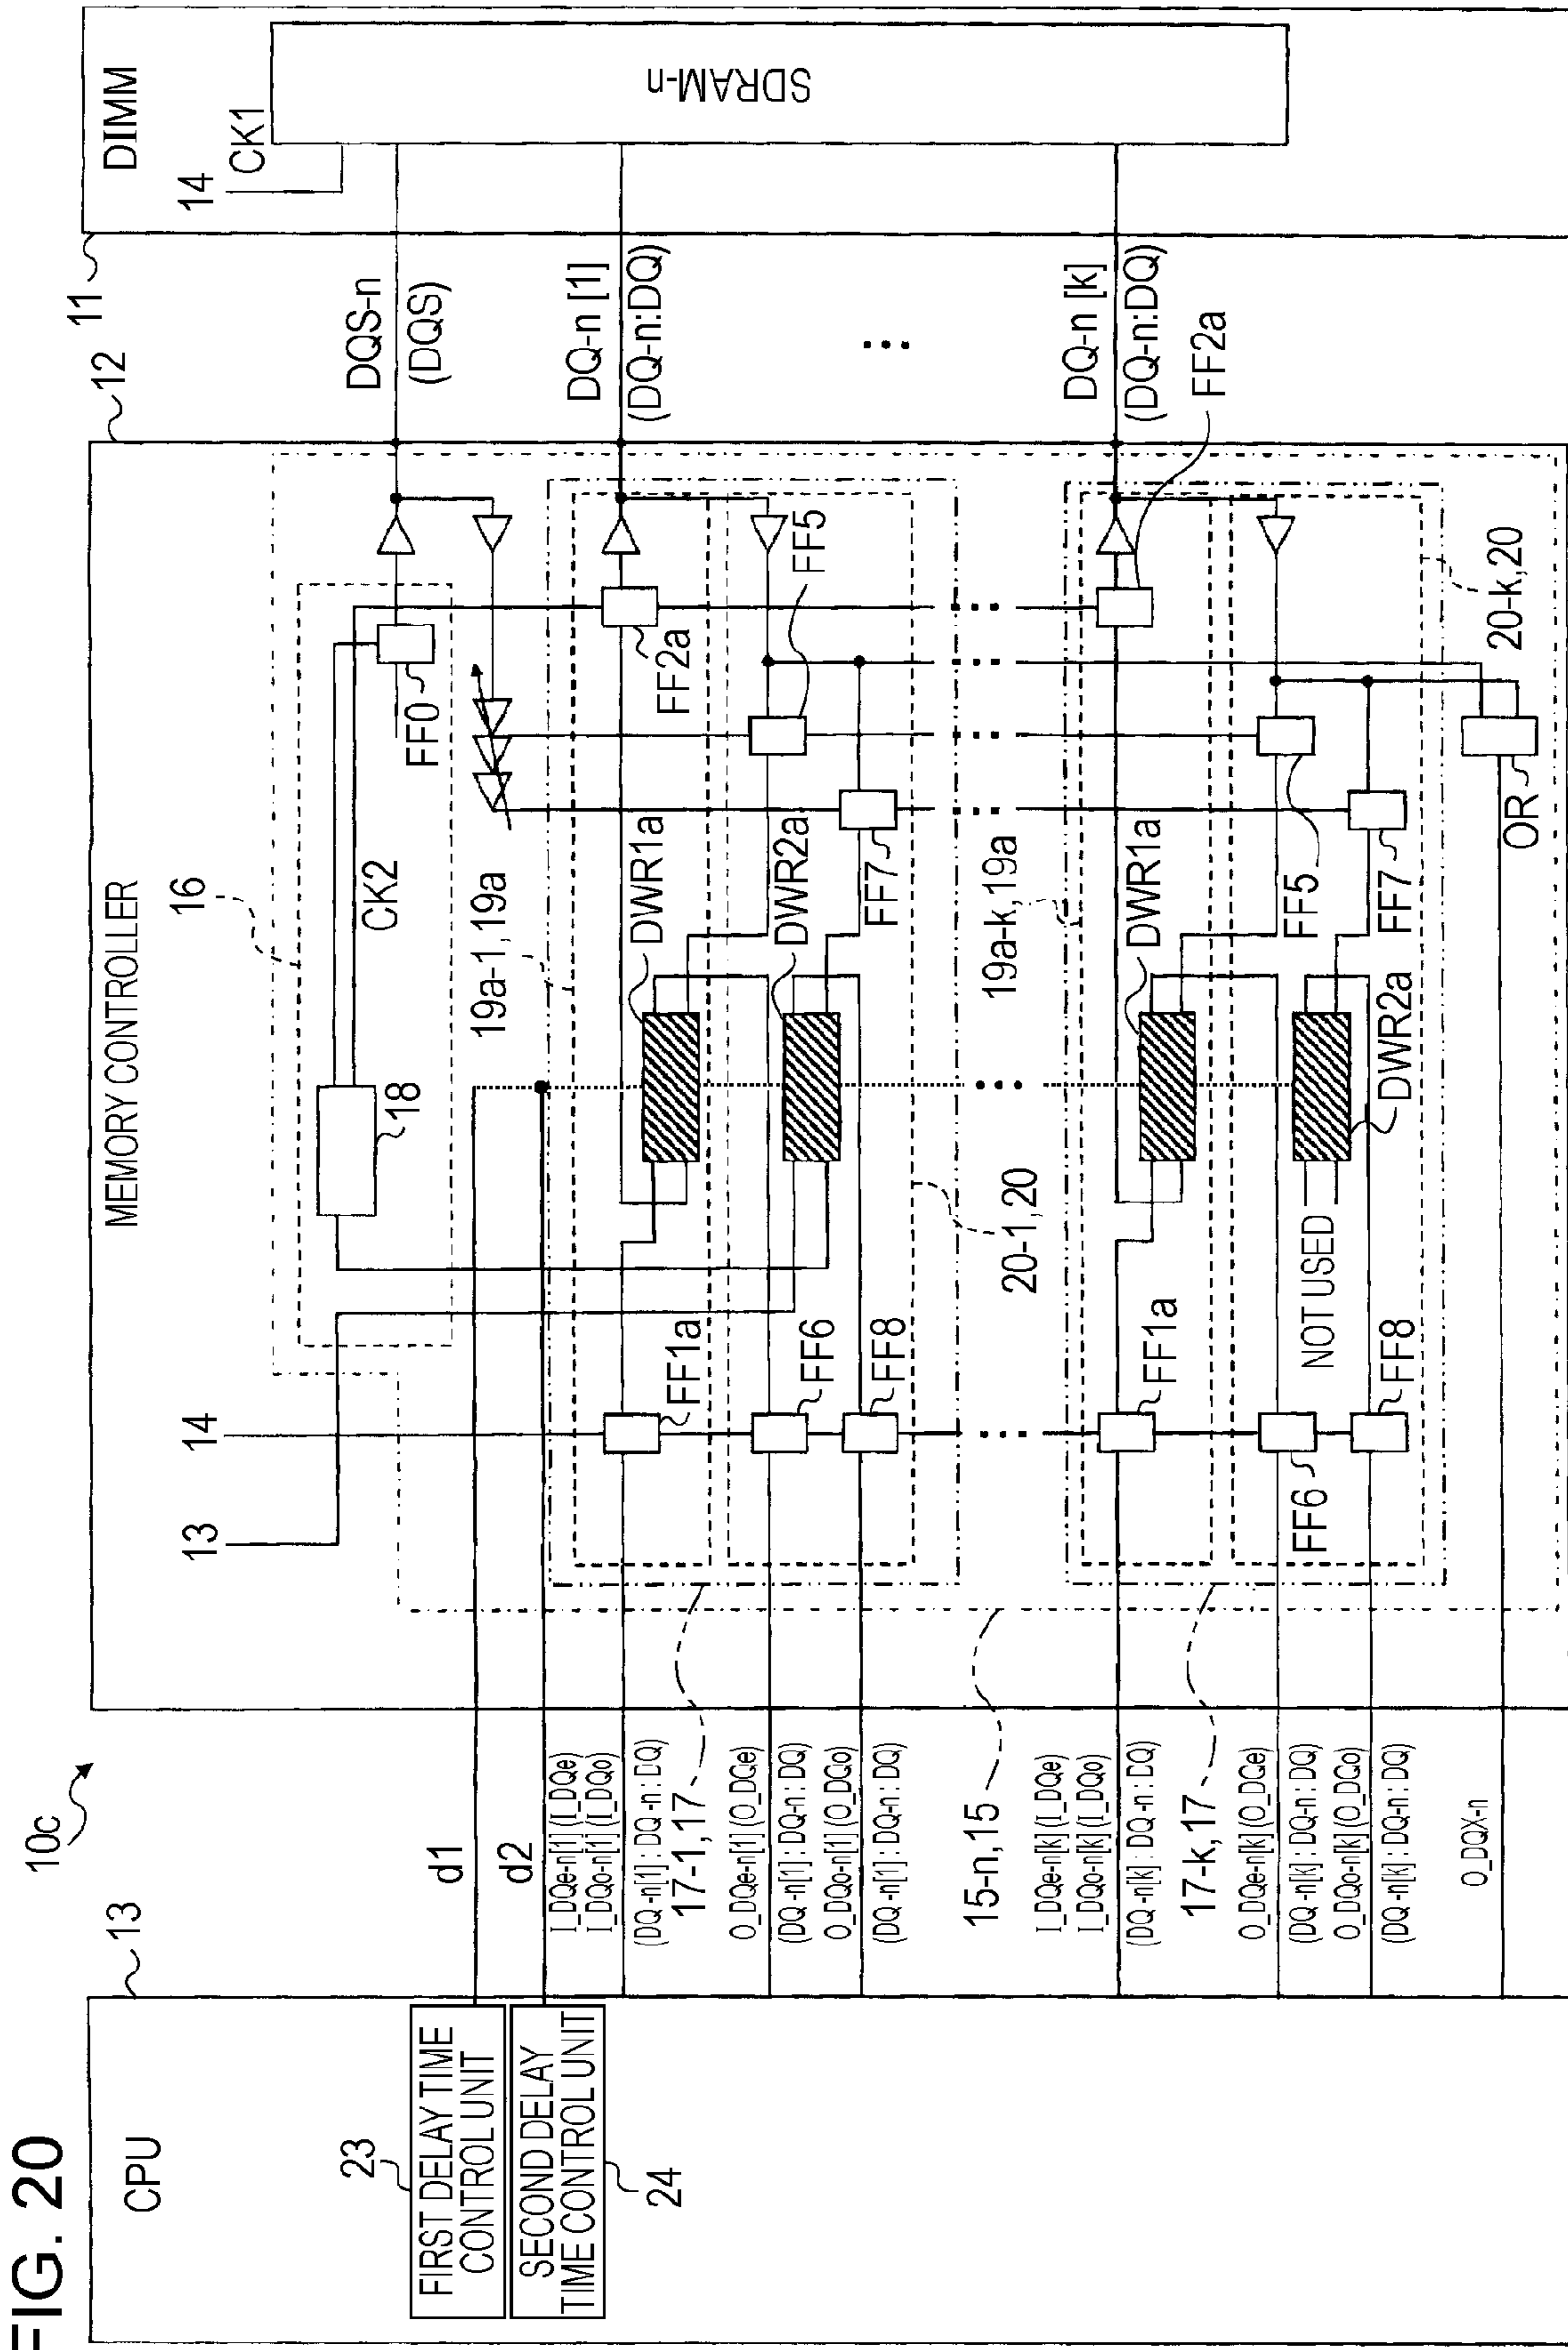 FIG. 20
10c
CPU
13
23
FIRST DELAY TIME
CONTROL UNIT
SECOND DELAY
TIME CONTROL UNIT
24
d1
d2
I_DQe-n[1] (I_DQe)
I_DQo-n[1] (I_DQo)
(DQ-n[1] : DQ-n : DQ)
17-1,17
O_DQe-n[1] (O_DQe)
(DQ-n[1] : DQ-n : DQ)
O_DQo-n[1] (O_DQo)
(DQ-n[1] : DQ-n : DQ)
15-n,15
I_DQe-n[k] (I_DQe)
I_DQo-n[k] (I_DQo)
(DQ-n[k] : DQ-n : DQ)
17-k,17
O_DQe-n[k] (O_DQe)
(DQ-n[k] : DQ-n : DQ)
O_DQo-n[k] (O_DQo)
(DQ-n[k] : DQ-n : DQ)
O_DQX-n
MEMORY CONTROLLER
12
13
14
16
18
CK2
FF0
19a-1,19a
FF1a
DWR1a
FF2a
FF6
FF8
DWR2a
FF5
FF7
20-1,20
19a-k,19a
FF1a
DWR1a
FF2a
FF6
NOT USED
FF8
DWR2a
FF5
FF7
20-k,20
OR
DQS-n
(DQS)
DQ-n [1]
(DQ-n:DQ)
DQ-n [k]
(DQ-n:DQ)
11
DIMM
14
CK1
SDRAM-n